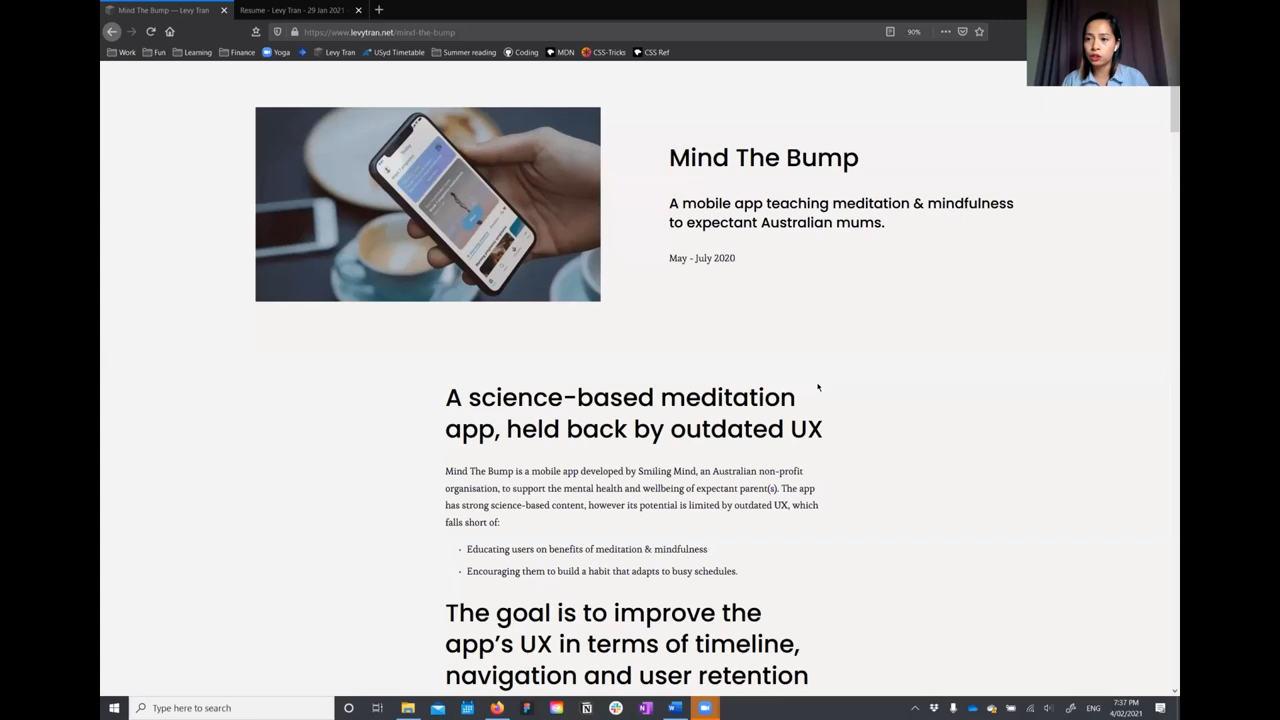 Mind The Bump — Levy Tran
Resume - Levy Tran - 29 Jan 2021 -
https://www.levytran.net/mind-the-bump
90%
Work Fun Learning Finance Yoga Levy Tran USyd Timetable Summer reading Coding MDN CSS-Tricks CSS Ref
Today
Mind The Bump
A mobile app teaching meditation & mindfulness
to expectant Australian mums.
May - July 2020
A science-based meditation
app, held back by outdated UX
Mind The Bump is a mobile app developed by Smiling Mind, an Australian non-profit
organisation, to support the mental health and wellbeing of expectant parent(s). The app
has strong science-based content, however its potential is limited by outdated UX, which
falls short of:
· Educating users on benefits of meditation & mindfulness
· Encouraging them to build a habit that adapts to busy schedules.
The goal is to improve the
app’s UX in terms of timeline,
navigation and user retention
Type here to search
ENG
7:37 PM
4/02/2021